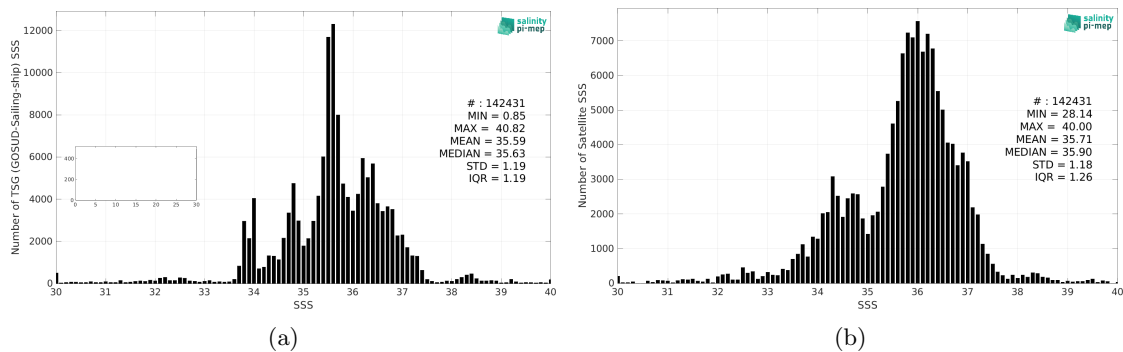 salinity
pi-mep
Number of TSG (GOSUD-Sailing-ship) SSS
12000
10000
8000
6000
4000
2000
0
# : 142431
MIN = 0.85
MAX = 40.82
MEAN = 35.59
MEDIAN = 35.63
STD = 1.19
IQR = 1.19
400
200
0
0 5 10 15 20 25 30
30 31 32 33 34 35 36 37 38 39 40
SSS
(a)
salinity
pi-mep
Number of Satellite SSS
7000
6000
5000
4000
3000
2000
1000
0
# : 142431
MIN = 28.14
MAX = 40.00
MEAN = 35.71
MEDIAN = 35.90
STD = 1.18
IQR = 1.26
30 31 32 33 34 35 36 37 38 39 40
SSS
(b)